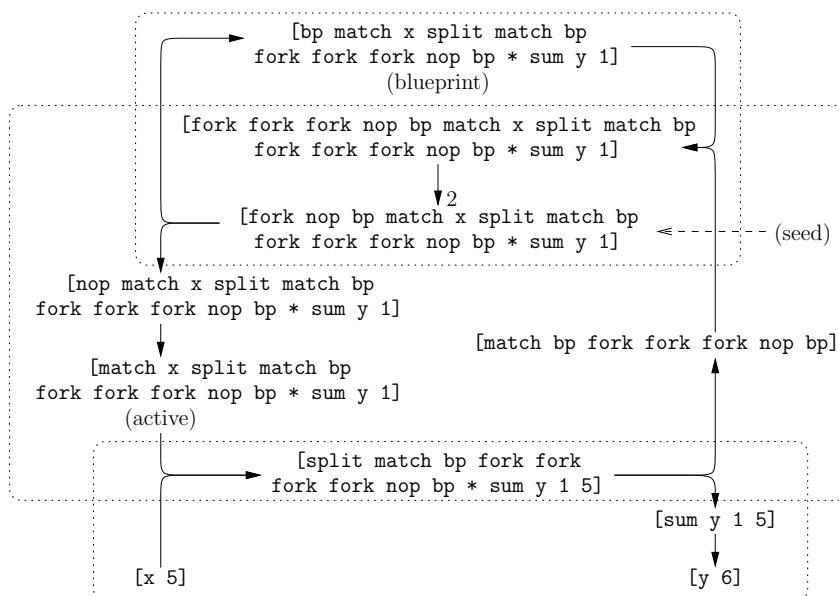 [bp match x split match bp
fork fork fork nop bp * sum y 1]
(blueprint)
[fork fork fork nop bp match x split match bp
fork fork fork nop bp * sum y 1]
2
[fork nop bp match x split match bp
fork fork fork nop bp * sum y 1]
(seed)
[nop match x split match bp
fork fork fork nop bp * sum y 1]
[match bp fork fork fork nop bp]
[match x split match bp
fork fork fork nop bp * sum y 1]
(active)
[split match bp fork fork
fork fork nop bp * sum y 1 5]
[sum y 1 5]
[x 5]
[y 6]